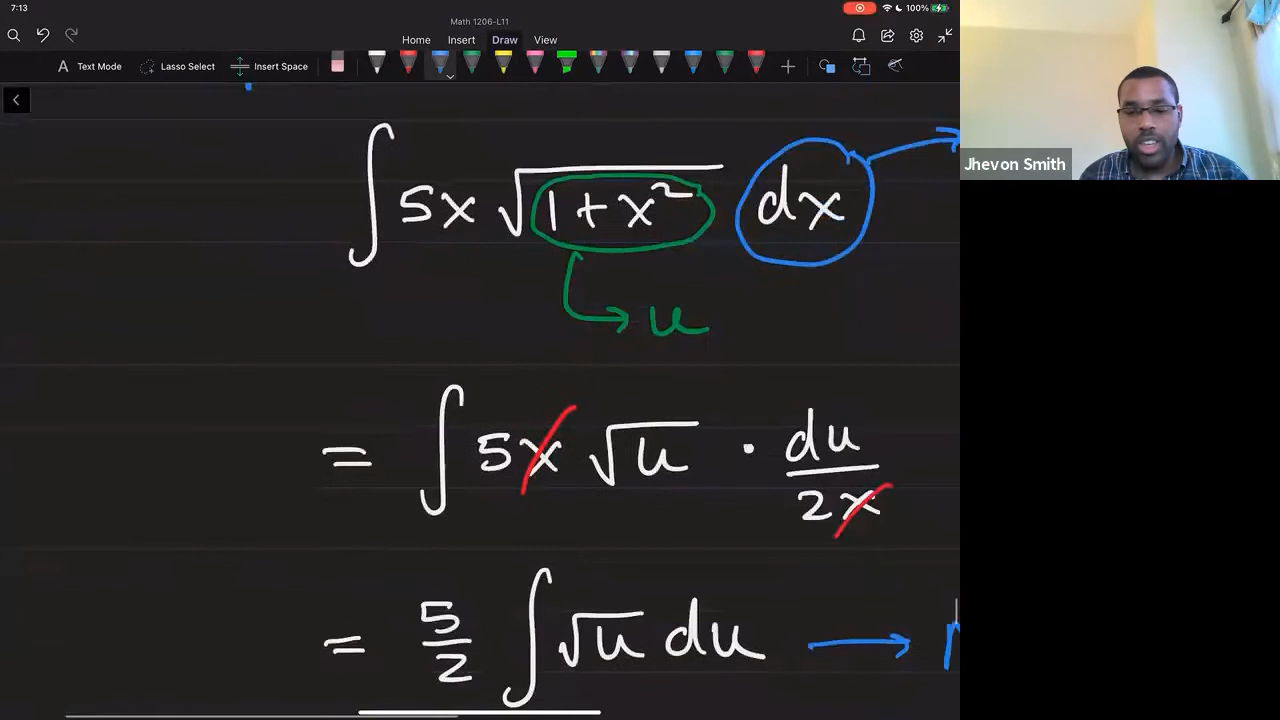 7:13
100%
Math 1206-L11
Home Insert Draw View
A Text Mode Lasso Select Insert Space
Jhevon Smith
∫ 5x √(1 + x²) dx
u
= ∫ 5x √u · du/2x
= 5/2 ∫ √u du